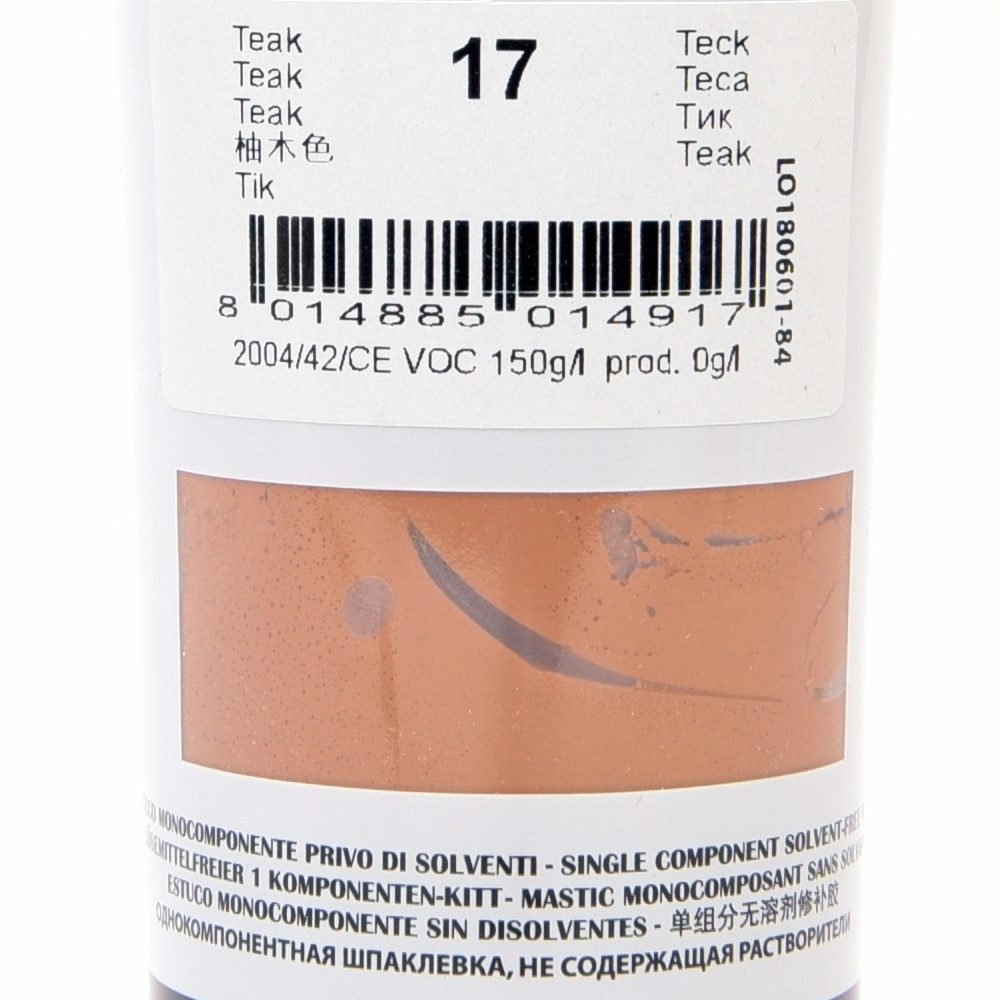 Teak
Teak
Teak
柚木色
Tik
17
Teck
Teca
Тик
Teak
LO180601-84
8 014885 014917
2004/42/CE VOC 150g/l prod. 0g/l
MONOCOMPONENTE PRIVO DI SOLVENTI - SINGLE COMPONENT SOLVENT-FREE
1 KOMPONENTEN-KITT - MASTIC MONOCOMPOSANT SANS
ESTUCO MONOCOMPONENTE SIN DISOLVENTES - 单组分无溶剂修补胶
ОДНОКОМПОНЕНТНАЯ ШПАКЛЕВКА, НЕ СОДЕРЖАЩАЯ РАСТВОРИТЕЛИ